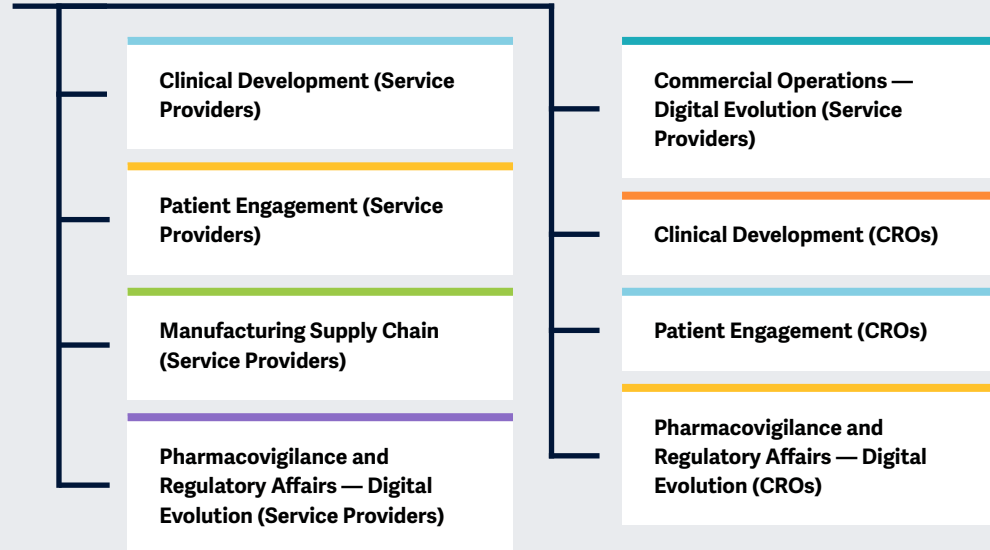 Clinical Development (Service
Providers)
Patient Engagement (Service
Providers)
Manufacturing Supply Chain
(Service Providers)
Pharmacovigilance and
Regulatory Affairs — Digital
Evolution (Service Providers)
Commercial Operations —
Digital Evolution (Service
Providers)
Clinical Development (CROs)
Patient Engagement (CROs)
Pharmacovigilance and
Regulatory Affairs — Digital
Evolution (CROs)